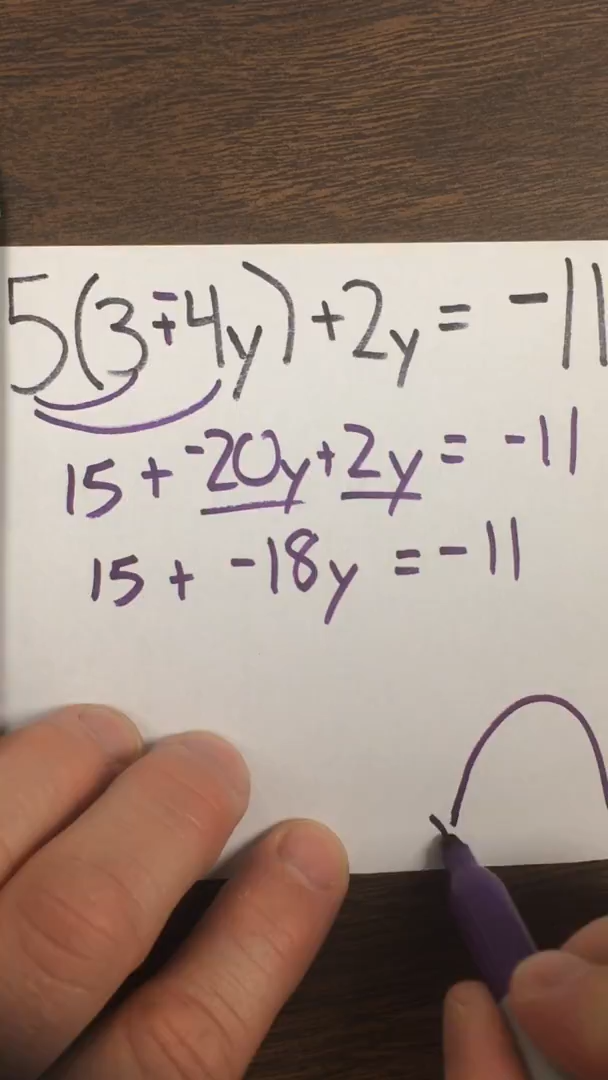 5(3+-4y)+2y = -11
15 + -20y + 2y = -11
15 + -18y = -11